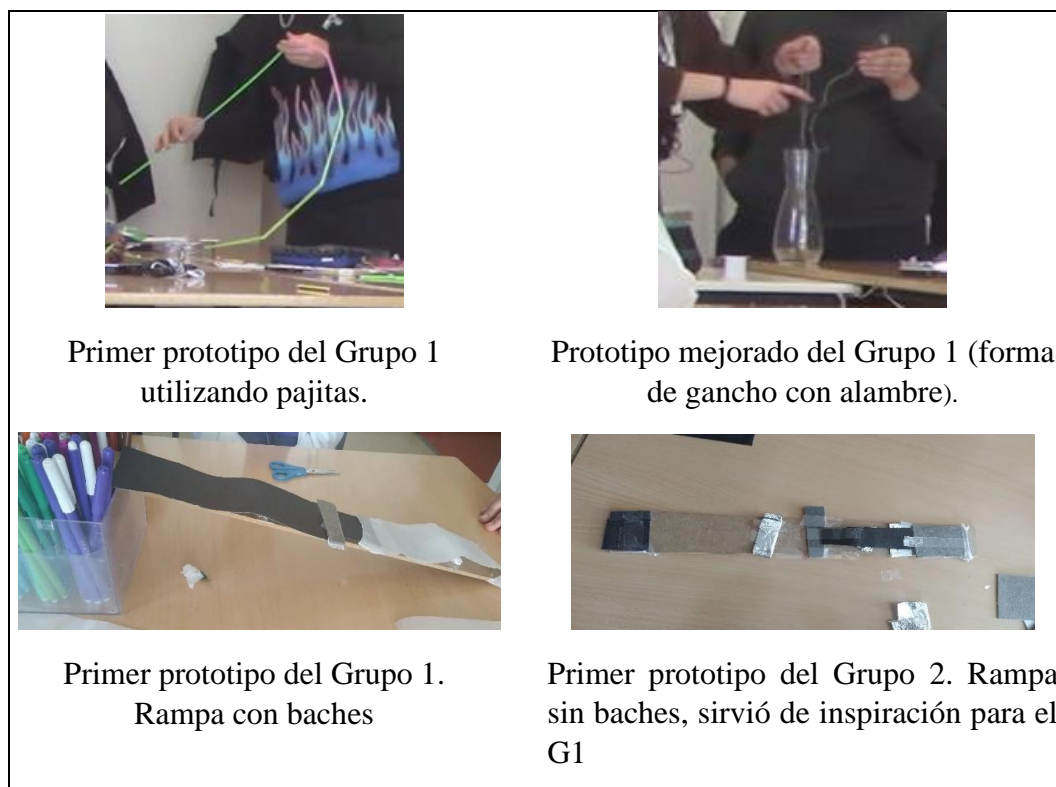 Primer prototipo del Grupo 1
utilizando pajitas.
Prototipo mejorado del Grupo 1 (forma
de gancho con alambre).
Primer prototipo del Grupo 1.
Rampa con baches
Primer prototipo del Grupo 2. Rampa
sin baches, sirvió de inspiración para el
G1